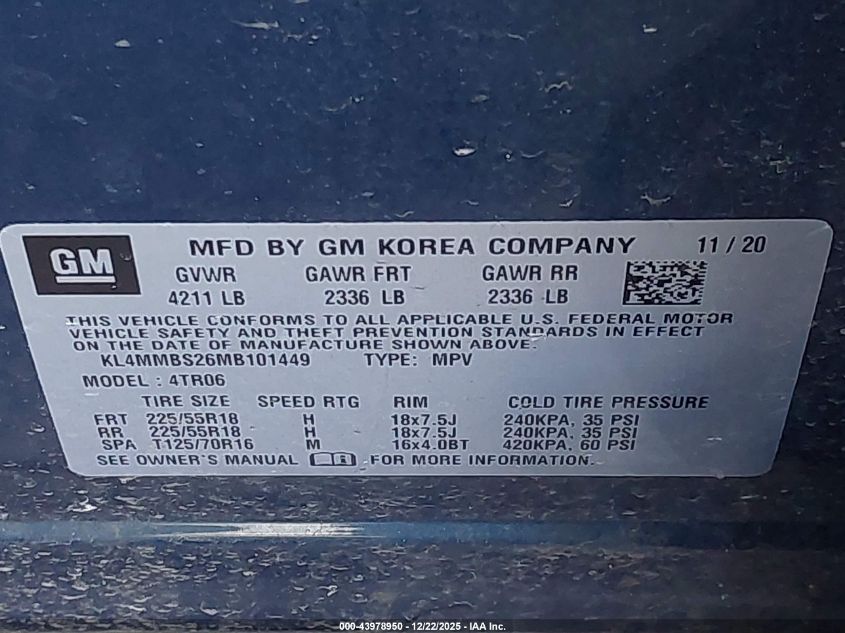 GM MFD BY GM KOREA COMPANY 11 / 20
GVWR GAWR FRT GAWR RR
4211 LB 2336 LB 2336 LB
THIS VEHICLE CONFORMS TO ALL APPLICABLE U.S. FEDERAL MOTOR
VEHICLE SAFETY AND THEFT PREVENTION STANDARDS IN EFFECT
ON THE DATE OF MANUFACTURE SHOWN ABOVE.
KL4MMBS26MB101449 TYPE: MPV
MODEL : 4TR06
TIRE SIZE SPEED RTG RIM COLD TIRE PRESSURE
FRT 225/55R18 H 18x7.5J 240KPA, 35 PSI
RR 225/55R18 H 18x7.5J 240KPA, 35 PSI
SPA T125/70R16 M 16x4.0BT 420KPA, 60 PSI
SEE OWNER'S MANUAL FOR MORE INFORMATION.
000-43978950 - 12/22/2025 - IAA Inc.